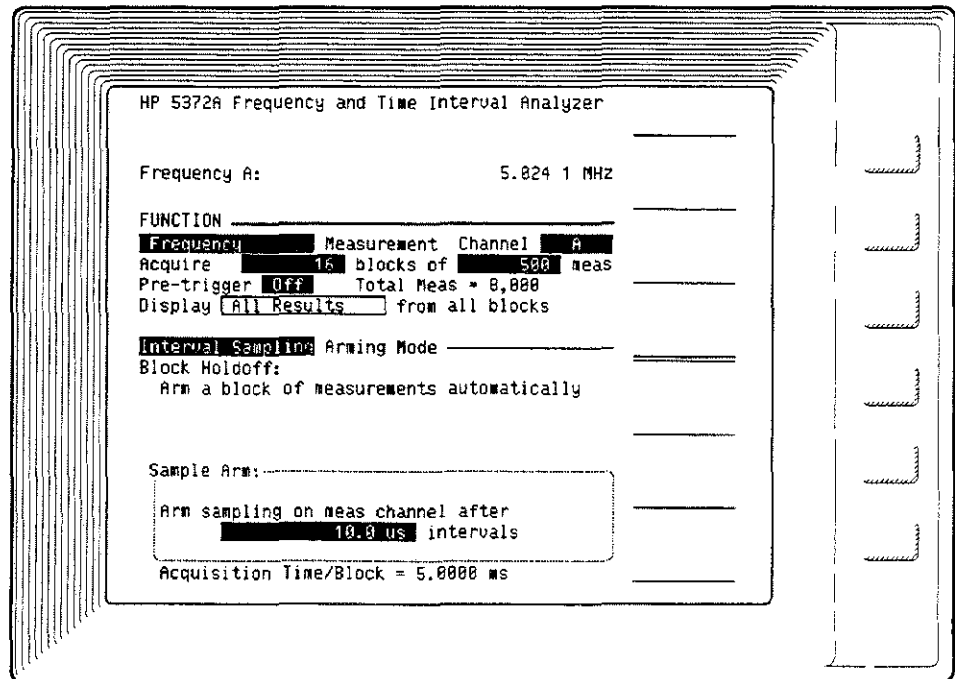 HP 5372A Frequency and Time Interval Analyzer
Frequency A: 5.024 1 MHz
FUNCTION
Frequency Measurement Channel A
Acquire 16 blocks of 500 meas
Pre-trigger Off Total Meas = 8,000
Display All Results from all blocks
Interval Sampling Arming Mode
Block Holdoff:
Arm a block of measurements automatically
Sample Arm:
Arm sampling on meas channel after
10.0 us intervals
Acquisition Time/Block = 5.0000 ms